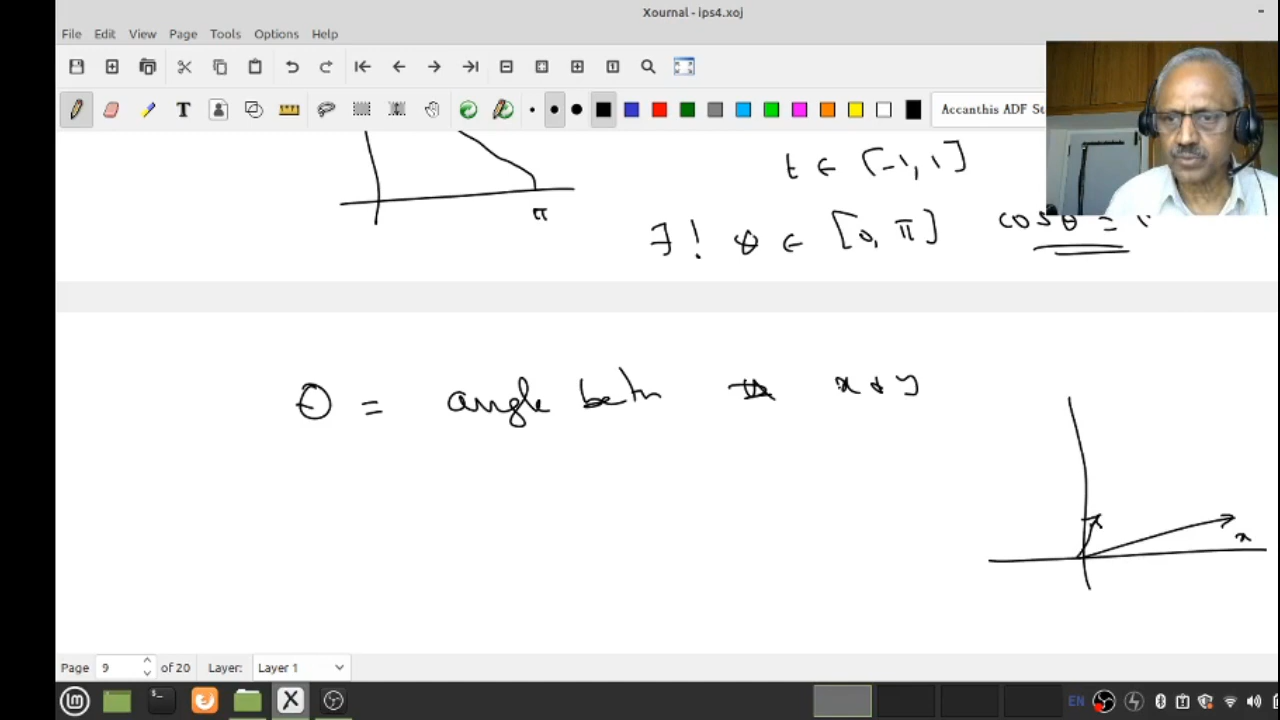 Xournal - ips4.xoj
File Edit View Page Tools Options Help
Accanthis ADF St
t ∈ [-1, 1]
π
∃! θ ∈ [0, π] cos θ =
θ = angle betn x & y
x
Page 9 of 20 Layer: Layer 1
EN